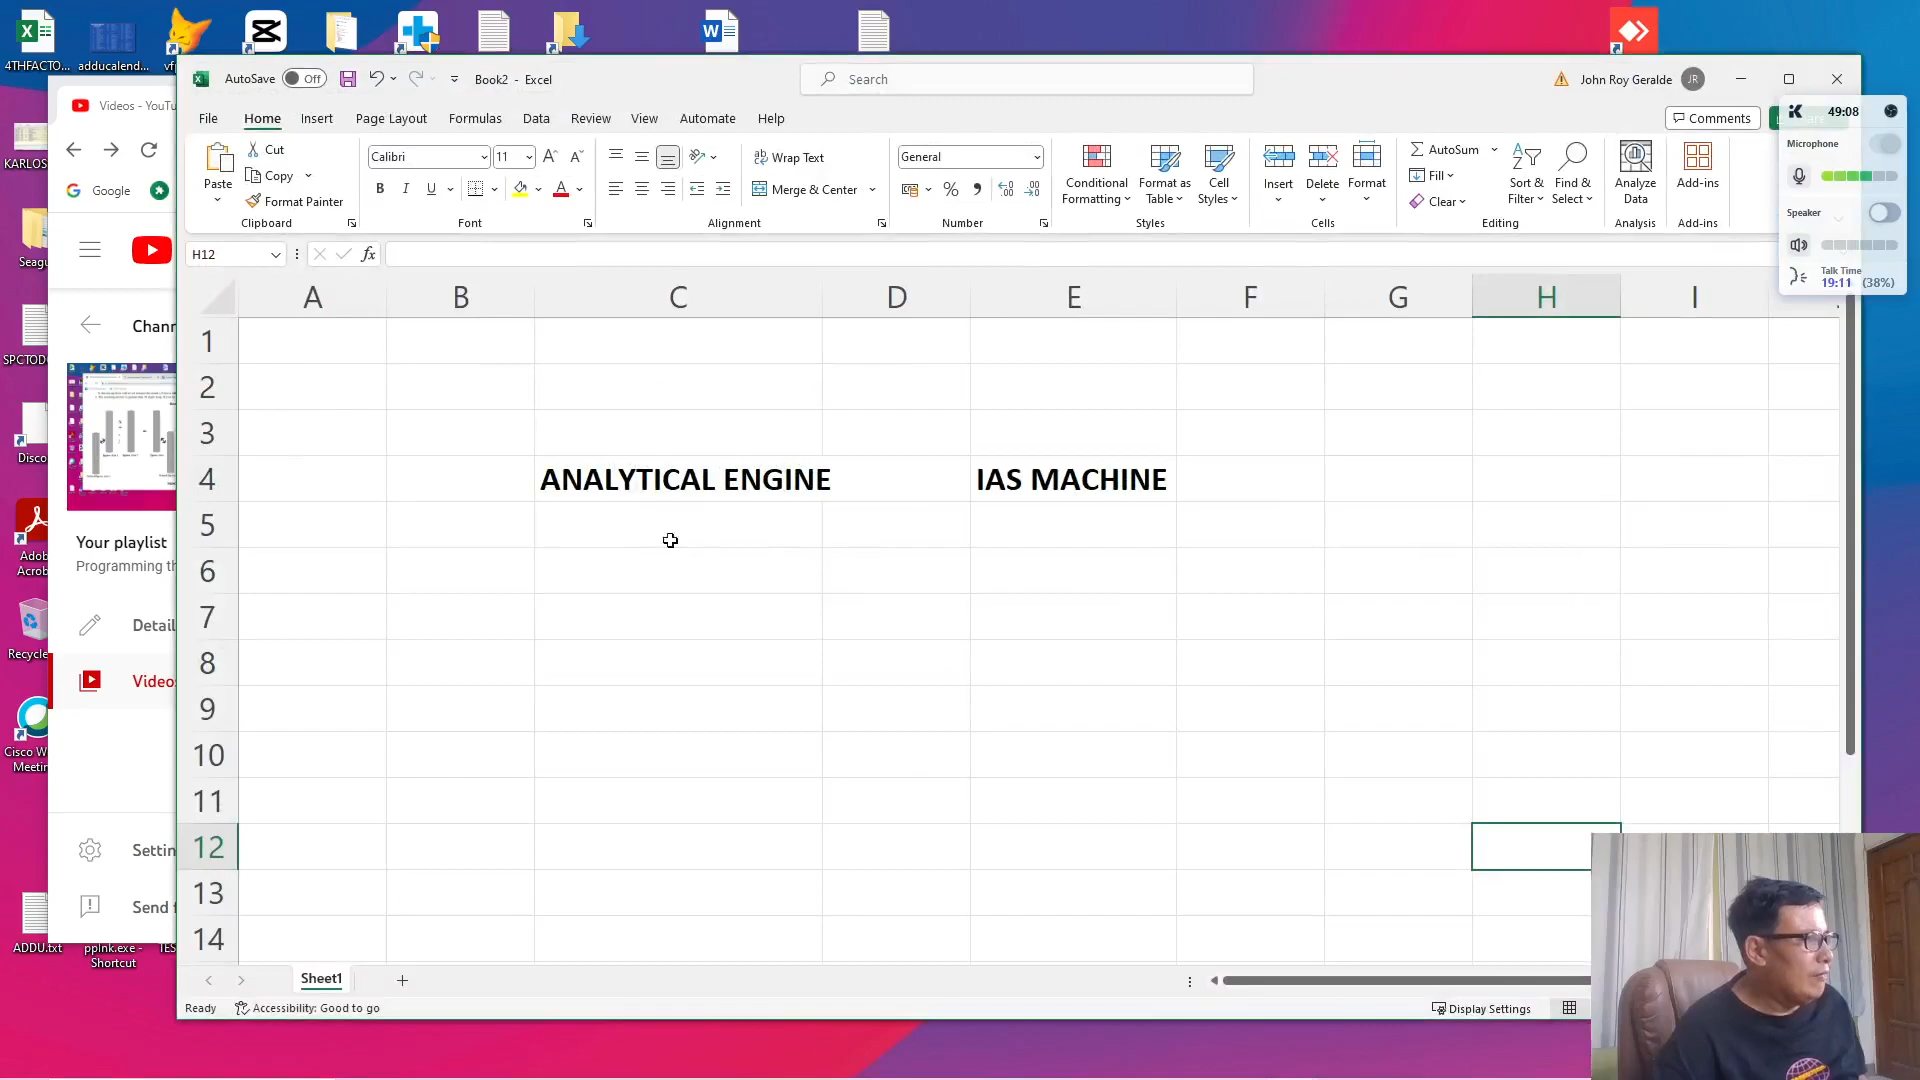 4THFACTO...
adducalend...
vfp
KARLOS
Seagu
SPCTOD
Disco
Adob
Acrob
Recycle
Cisco W
Meetin
ADDU.txt
ppInk.exe -
Shortcut
TES
Videos - YouTu
Google
Chann
Your playlist
Programming th
Detail
Videos
Settin
Send f
AutoSave
Off
Book2 - Excel
Search
John Roy Geralde
JR
File
Home
Insert
Page Layout
Formulas
Data
Review
View
Automate
Help
Comments
Paste
Cut
Copy
Format Painter
Clipboard
Calibri
11
Font
Wrap Text
Merge & Center
Alignment
General
Number
Conditional
Formatting
Format as
Table
Cell
Styles
Styles
Insert
Delete
Format
Cells
AutoSum
Fill
Clear
Sort &
Filter
Find &
Select
Editing
Analyze
Data
Analysis
Add-ins
Add-ins
49:08
Microphone
Speaker
Talk Time
19:11 (38%)
H12
fx
A B C D E F G H I
1
2
3
4 ANALYTICAL ENGINE IAS MACHINE
5
6
7
8
9
10
11
12
13
14
Sheet1
Ready
Accessibility: Good to go
Display Settings